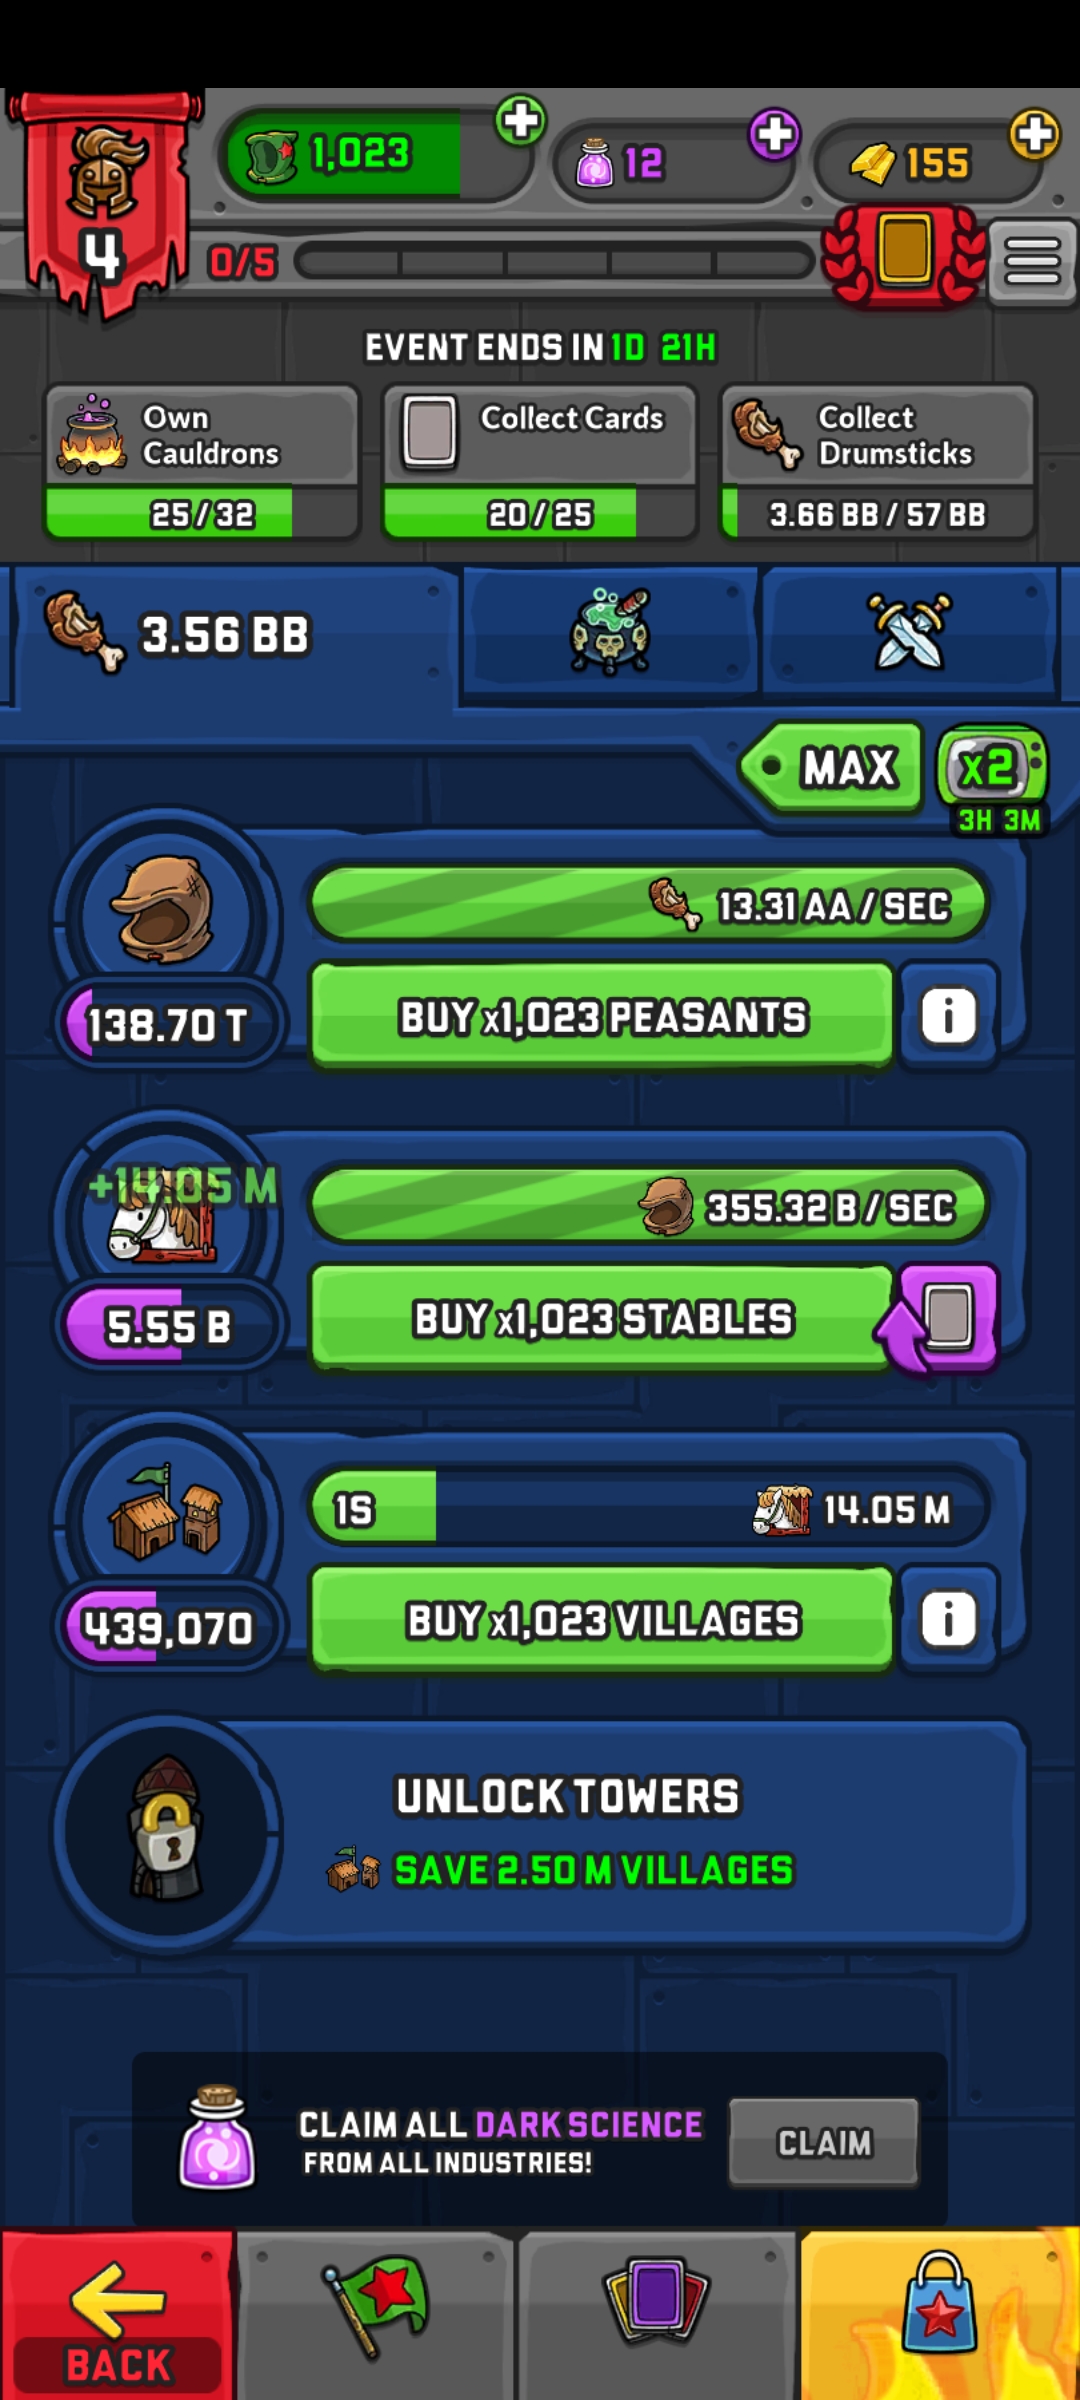 1,023
12
155
4
0/5
EVENT ENDS IN 1D 21H
Own
Cauldrons
25/32
Collect Cards
20/25
Collect
Drumsticks
3.66 BB / 57 BB
3.56 BB
MAX
x2
3H 3M
13.31 AA / SEC
138.70 T
BUY x1,023 PEASANTS
i
+14.05 M
355.32 B / SEC
5.55 B
BUY x1,023 STABLES
1S
14.05 M
439,070
BUY x1,023 VILLAGES
i
UNLOCK TOWERS
SAVE 2.50 M VILLAGES
CLAIM ALL DARK SCIENCE
FROM ALL INDUSTRIES!
CLAIM
BACK